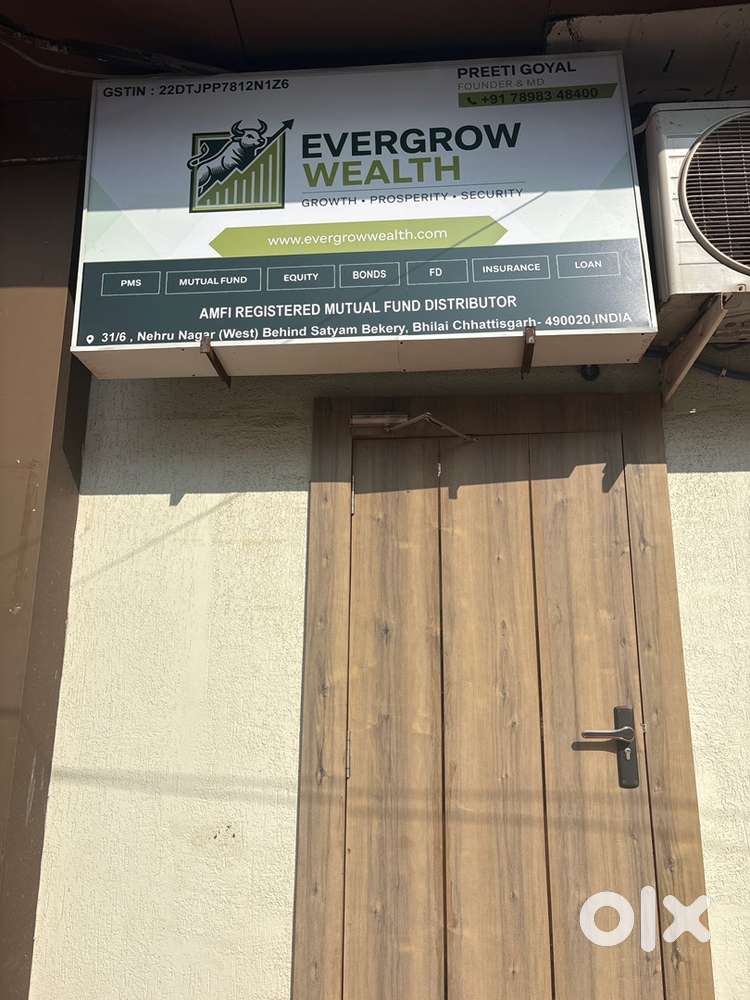 GSTIN : 22DTJPP7812N1Z6
PREETI GOYAL
FOUNDER & MD
+91 78983 48400
EVERGROW
WEALTH
GROWTH • PROSPERITY • SECURITY
www.evergrowwealth.com
PMS MUTUAL FUND EQUITY BONDS FD INSURANCE LOAN
AMFI REGISTERED MUTUAL FUND DISTRIBUTOR
31/6 , Nehru Nagar (West) Behind Satyam Bekery, Bhilai Chhattisgarh- 490020,INDIA
olx